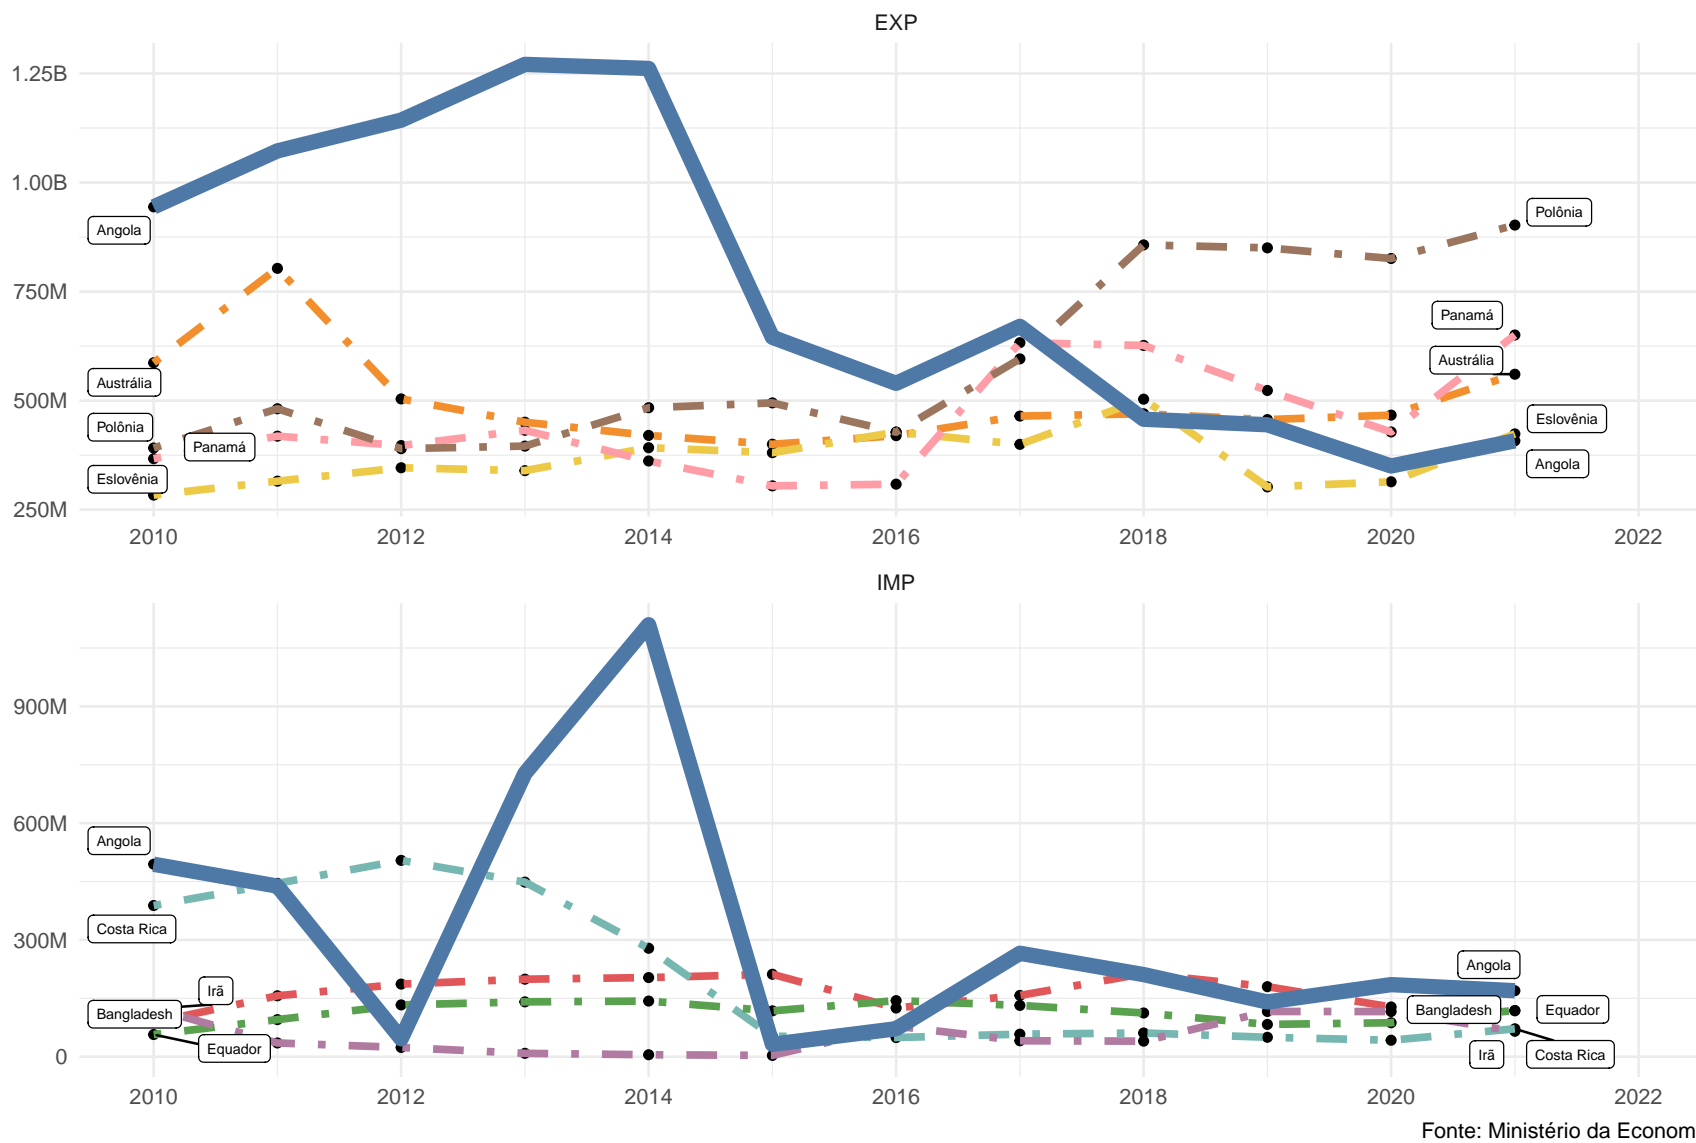 EXP
1.25B
1.00B
750M
500M
250M
Angola
Austrália
Polônia
Panamá
Eslovênia
Polônia
Panamá
Austrália
Eslovênia
Angola
2010 2012 2014 2016 2018 2020 2022
IMP
900M
600M
300M
0
Angola
Costa Rica
Irã
Bangladesh
Equador
Angola
Bangladesh
Equador
Irã
Costa Rica
2010 2012 2014 2016 2018 2020 2022
Fonte: Ministério da Econom